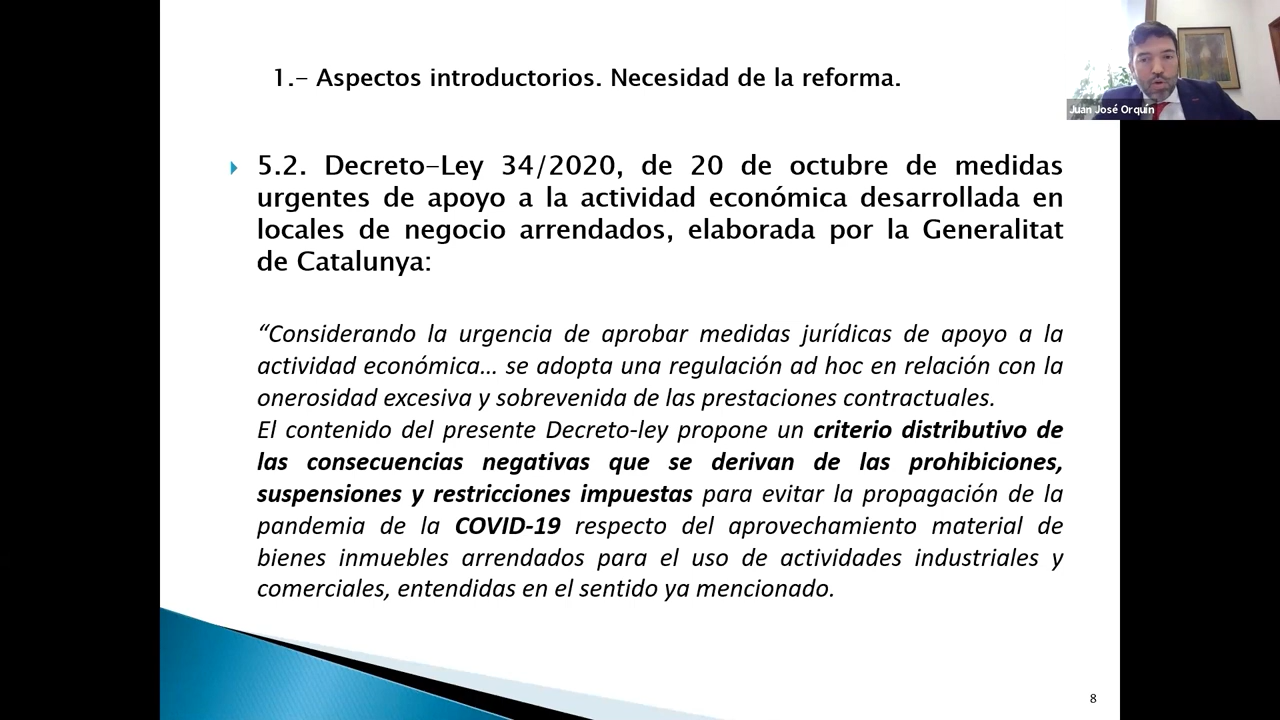 1.- Aspectos introductorios. Necesidad de la reforma.
Juan José Orquín
5.2. Decreto-Ley 34/2020, de 20 de octubre de medidas
urgentes de apoyo a la actividad económica desarrollada en
locales de negocio arrendados, elaborada por la Generalitat
de Catalunya:
“Considerando la urgencia de aprobar medidas jurídicas de apoyo a la
actividad económica... se adopta una regulación ad hoc en relación con la
onerosidad excesiva y sobrevenida de las prestaciones contractuales.
El contenido del presente Decreto-ley propone un criterio distributivo de
las consecuencias negativas que se derivan de las prohibiciones,
suspensiones y restricciones impuestas para evitar la propagación de la
pandemia de la COVID-19 respecto del aprovechamiento material de
bienes inmuebles arrendados para el uso de actividades industriales y
comerciales, entendidas en el sentido ya mencionado.
8